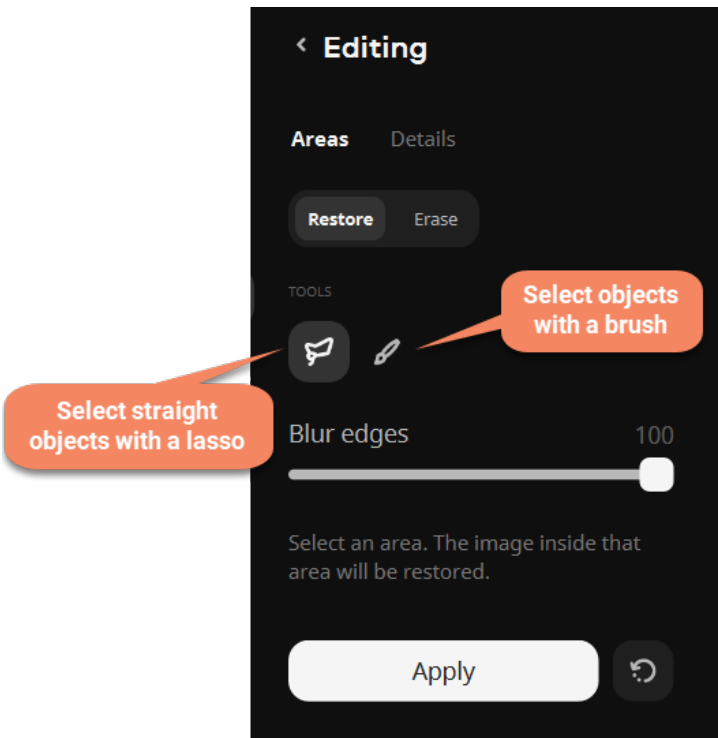 Editing
Areas Details
Restore Erase
TOOLS
Select objects
with a brush
Select straight
objects with a lasso
Blur edges 100
Select an area. The image inside that
area will be restored.
Apply